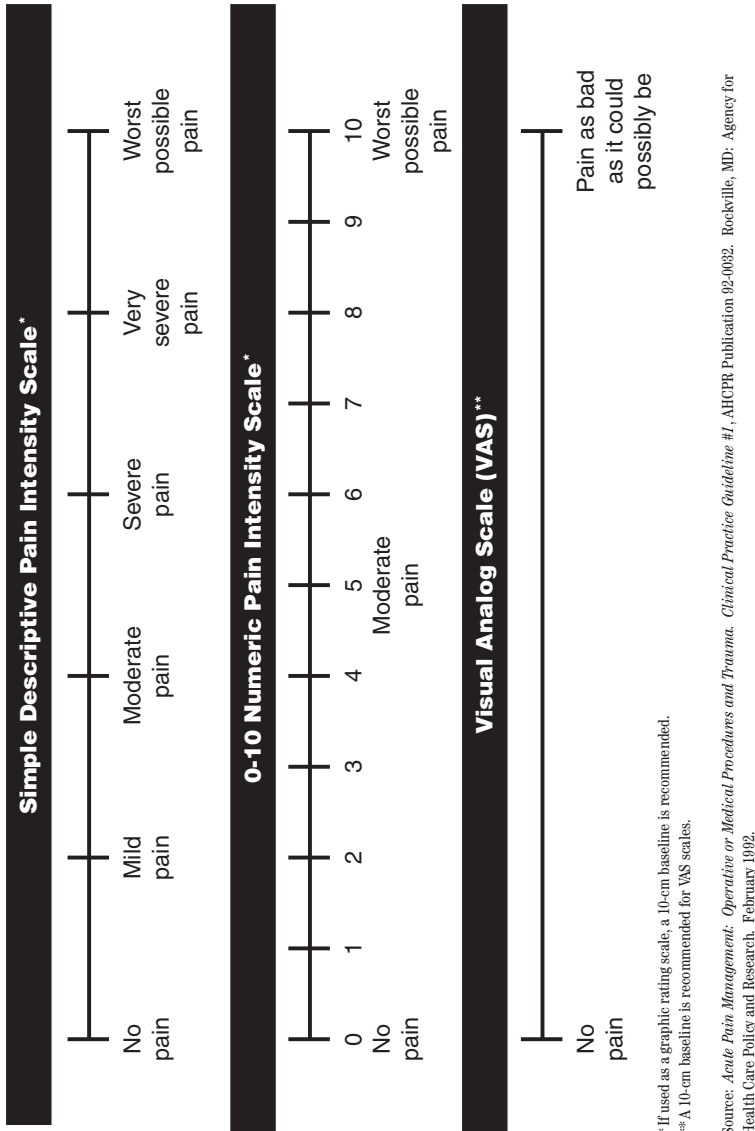 Simple Descriptive Pain Intensity Scale*
No pain
Mild pain
Moderate pain
Severe pain
Very severe pain
Worst possible pain
0-10 Numeric Pain Intensity Scale*
0 1 2 3 4 5 6 7 8 9 10
No pain
Moderate pain
Worst possible pain
Visual Analog Scale (VAS)**
No pain
Pain as bad as it could possibly be
* If used as a graphic rating scale, a 10-cm baseline is recommended.
** A 10-cm baseline is recommended for VAS scales.
Source: Acute Pain Management: Operative or Medical Procedures and Trauma. Clinical Practice Guideline #1, AHCPR Publication 92-0032. Rockville, MD: Agency for
Health Care Policy and Research. February 1992.